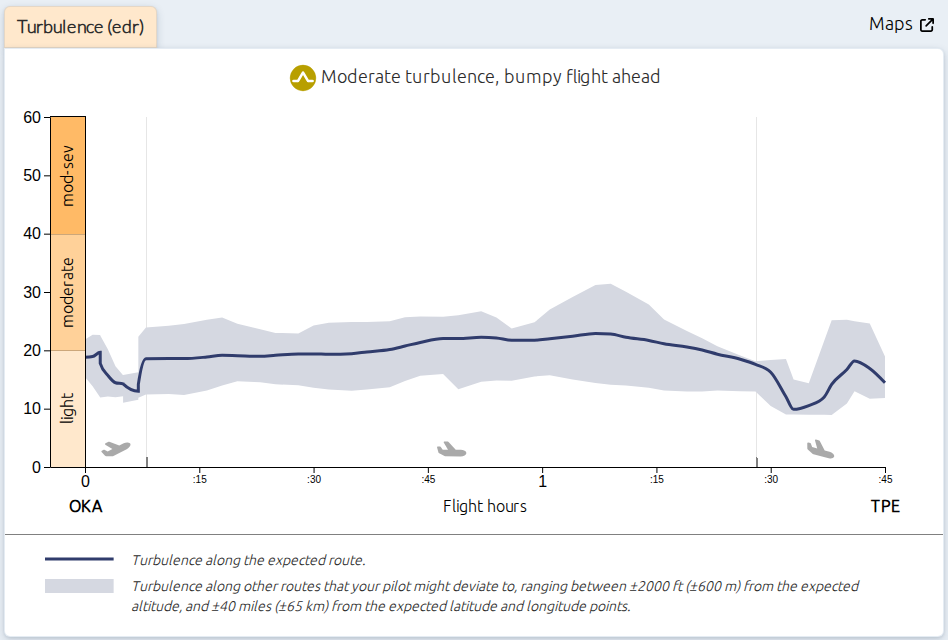 Turbulence (edr)
Maps
Moderate turbulence, bumpy flight ahead
60
50
40
30
20
10
0
mod-sev
moderate
light
0 :15 :30 :45 1 :15 :30 :45
OKA Flight hours TPE
Turbulence along the expected route.
Turbulence along other routes that your pilot might deviate to, ranging between ±2000 ft (±600 m) from the expected
altitude, and ±40 miles (±65 km) from the expected latitude and longitude points.